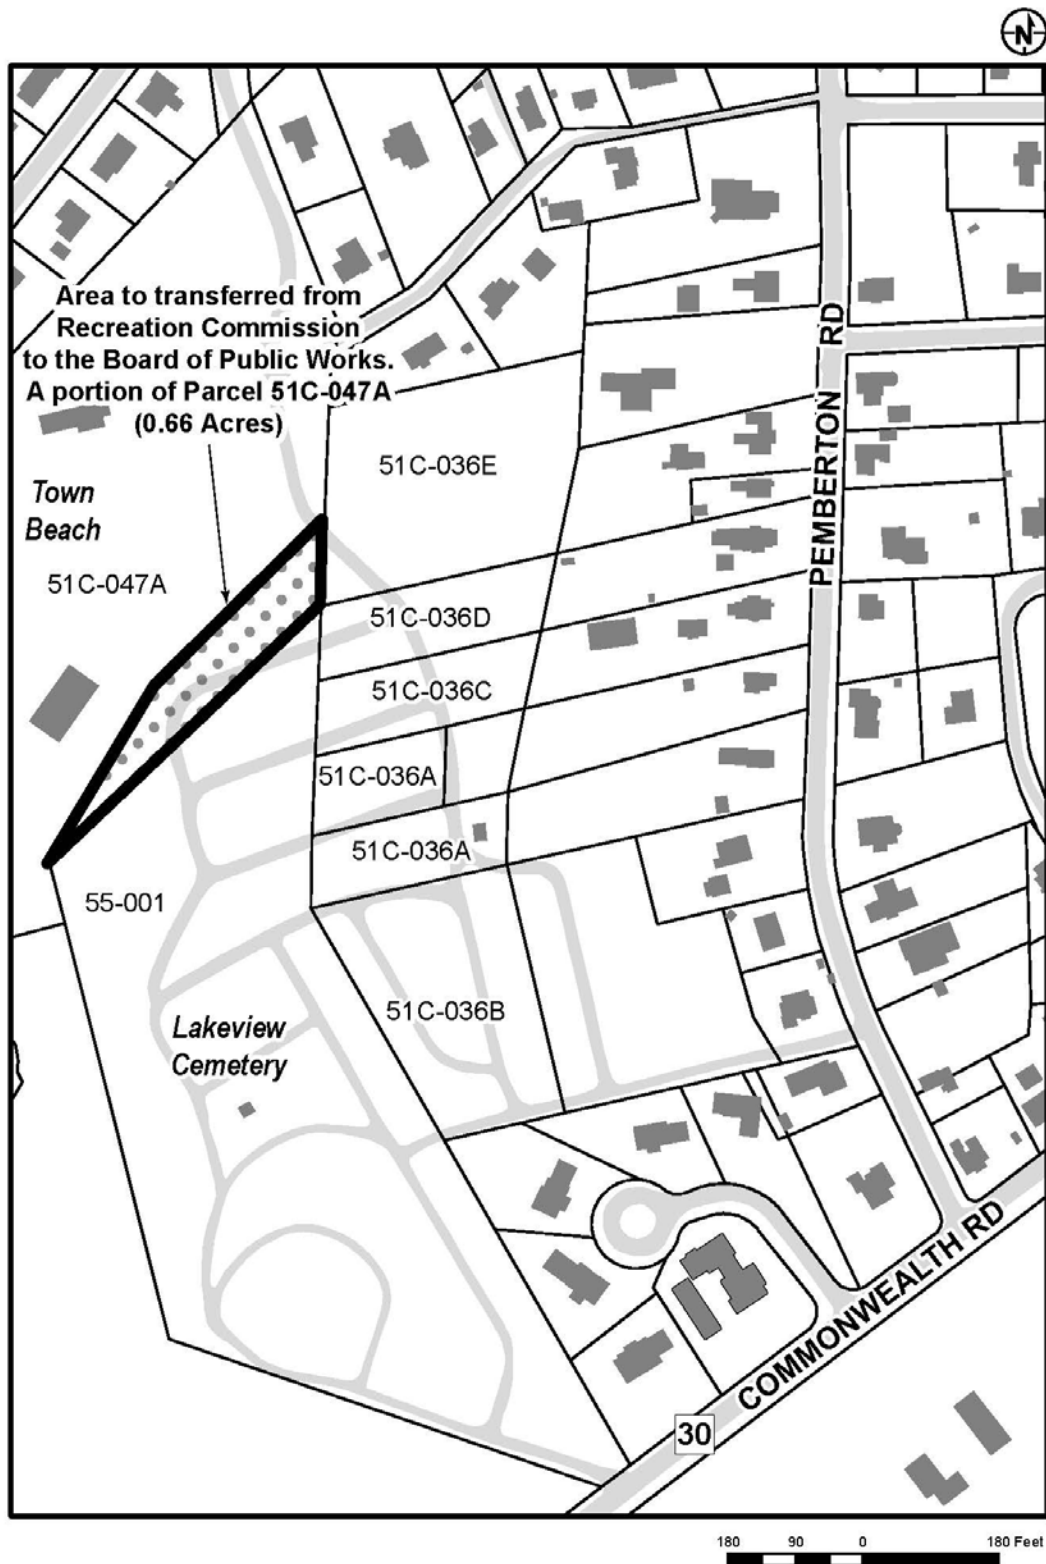 N
Area to transferred from
Recreation Commission
to the Board of Public Works.
A portion of Parcel 51C-047A
(0.66 Acres)
PEMBERTON RD
51C-036E
Town
Beach
51C-047A
51C-036D
51C-036C
51C-036A
51C-036A
55-001
51C-036B
Lakeview
Cemetery
COMMONWEALTH RD
30
180 90 0 180 Feet